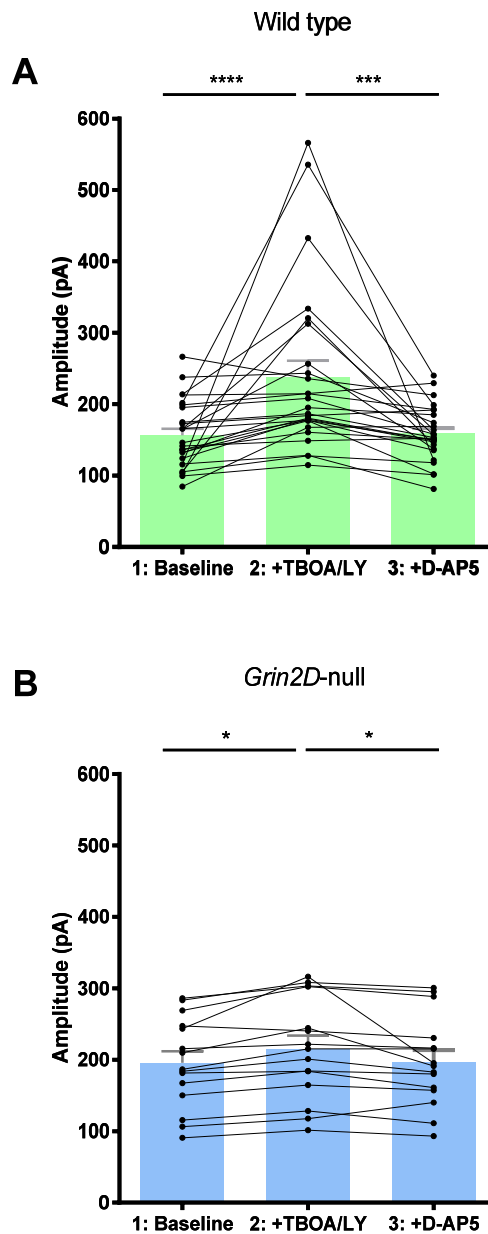 Wild type
A
**** ***
600
500
400
300
200
100
0
Amplitude (pA)
1: Baseline 2: +TBOA/LY 3: +D-AP5
B
Grin2D-null
* *
600
500
400
300
200
100
0
Amplitude (pA)
1: Baseline 2: +TBOA/LY 3: +D-AP5